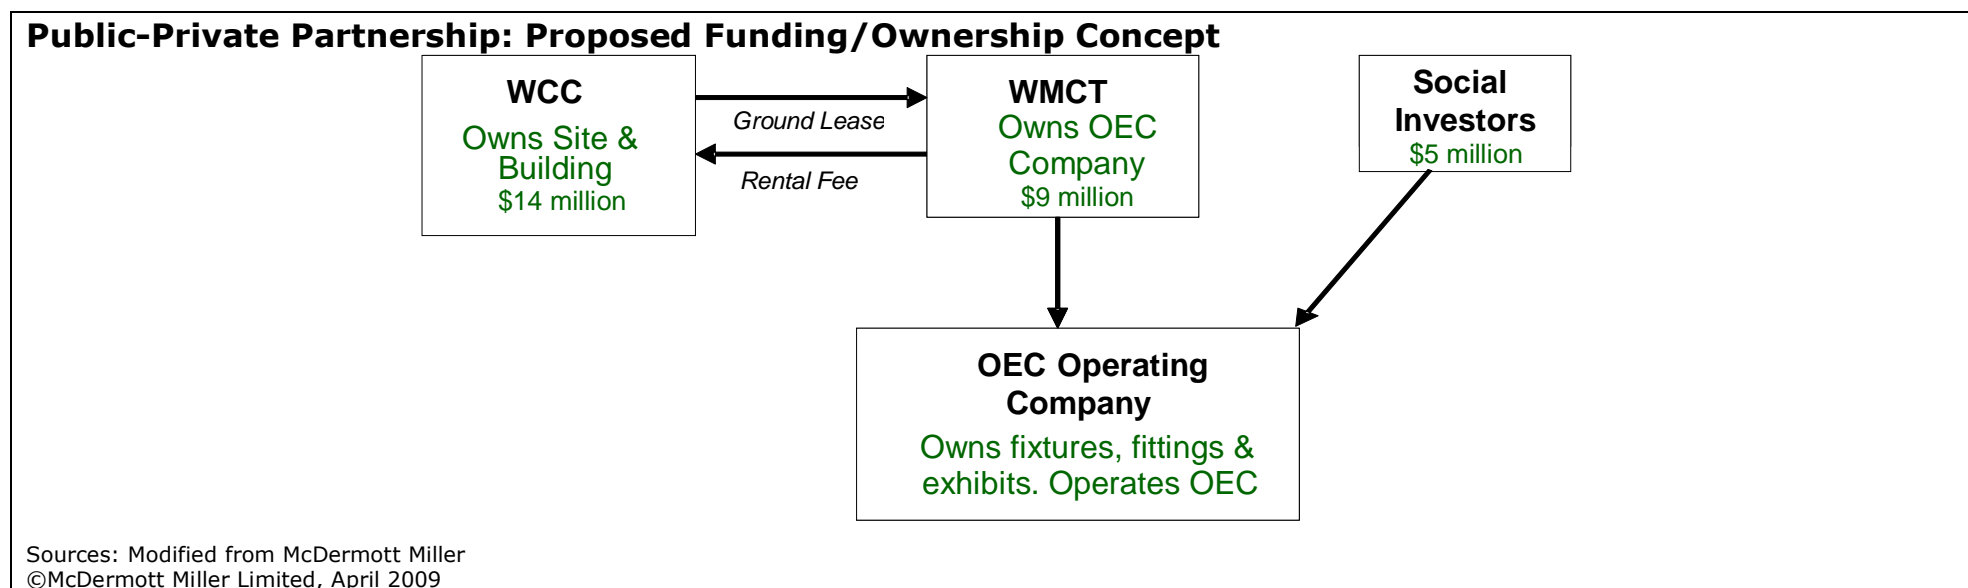 Public-Private Partnership: Proposed Funding/Ownership Concept
WCC
Owns Site &
Building
$14 million
Ground Lease
Rental Fee
WMCT
Owns OEC
Company
$9 million
Social
Investors
$5 million
OEC Operating
Company
Owns fixtures, fittings &
exhibits. Operates OEC
Sources: Modified from McDermott Miller
©McDermott Miller Limited, April 2009